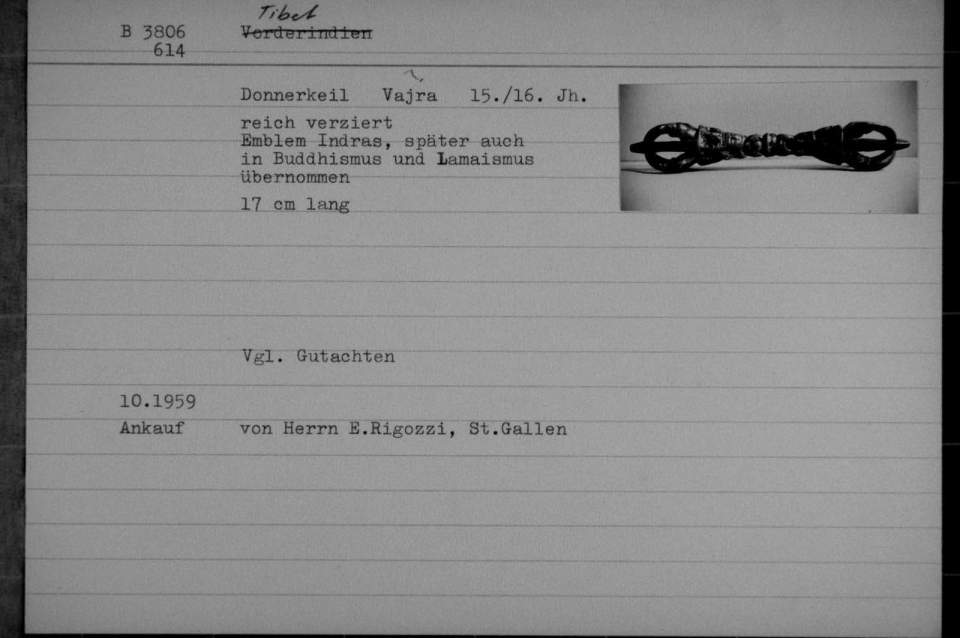 Tibet
B 3806 Vorderindien
614
Donnerkeil Vajra 15./16. Jh.
reich verziert
Emblem Indras, später auch
in Buddhismus und Lamaismus
übernommen
17 cm lang
Vgl. Gutachten
10.1959
Ankauf von Herrn E.Rigozzi, St.Gallen